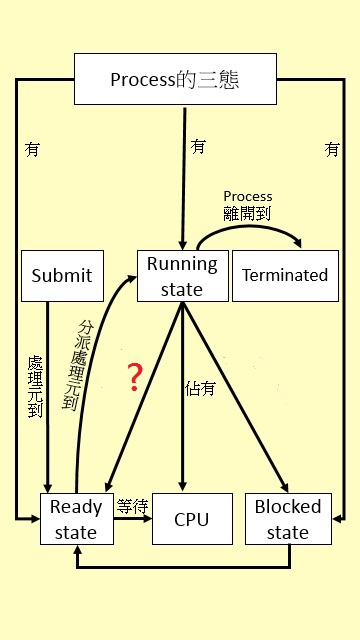 Process的三態
有
有
有
Process
離開到
Submit
Running
state
Terminated
分派處理元到
處理元到
?
佔有
Ready
state
等待
CPU
Blocked
state